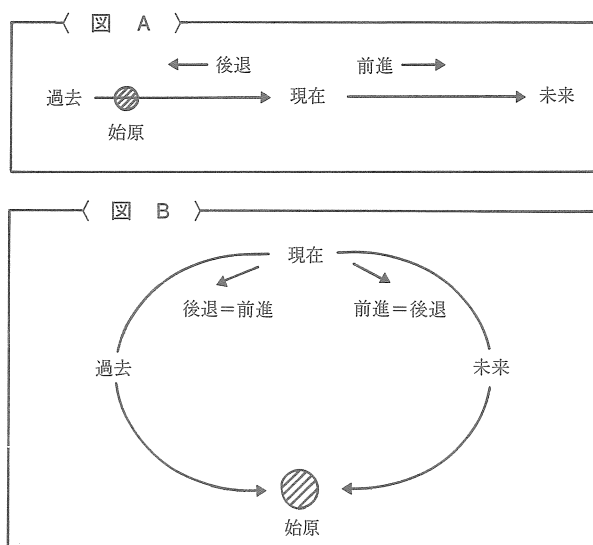 図 A
後退 前進
過去 現在 未来
始原
図 B
現在
後退=前進 前進=後退
過去 未来
始原